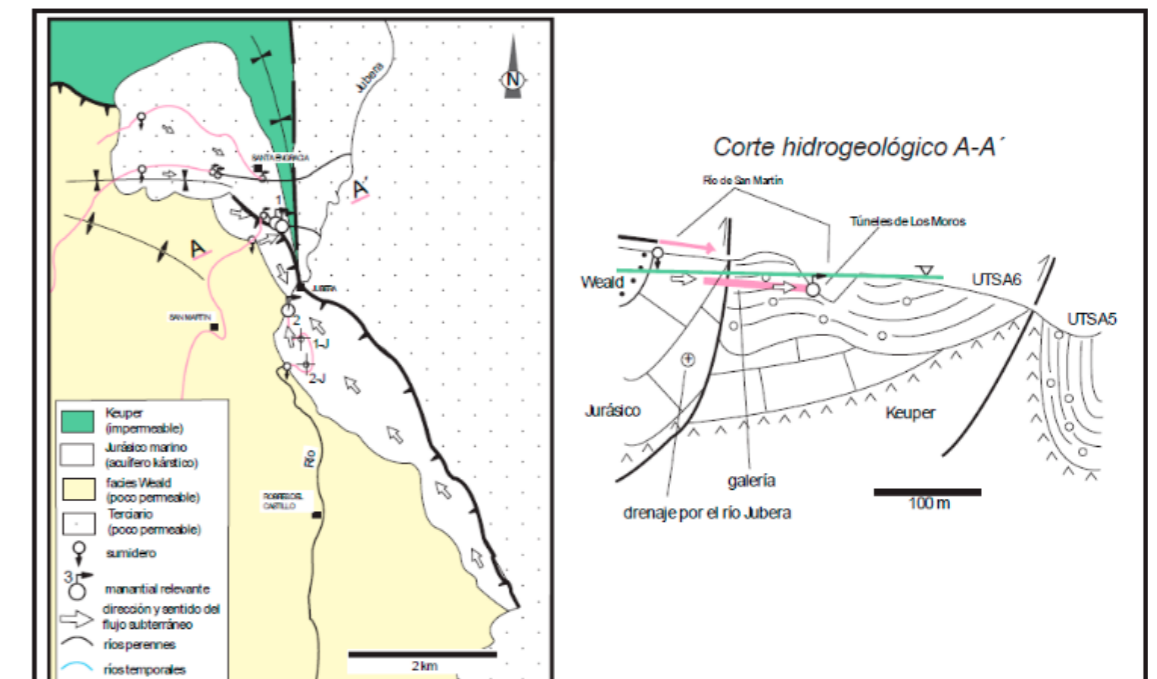 Jubera
N
SANTA ENGRACIA
A´
1
A
JUBERA
SAN MARTÍN
2
1-J
2-J
Río
ROBRES DEL
CASTILLO
Keuper
(impermeable)
Jurásico marino
(acuífero kárstico)
facies Weald
(poco permeable)
Terciario
(poco permeable)
sumidero
3
manantial relevante
dirección y sentido del
flujo subterráneo
ríos perennes
ríos temporales
2 km
Corte hidrogeológico A-A´
Río de San Martín
Túneles de Los Moros
Weald
UTSA6
UTSA5
Jurásico
Keuper
galería
drenaje por el río Jubera
100 m